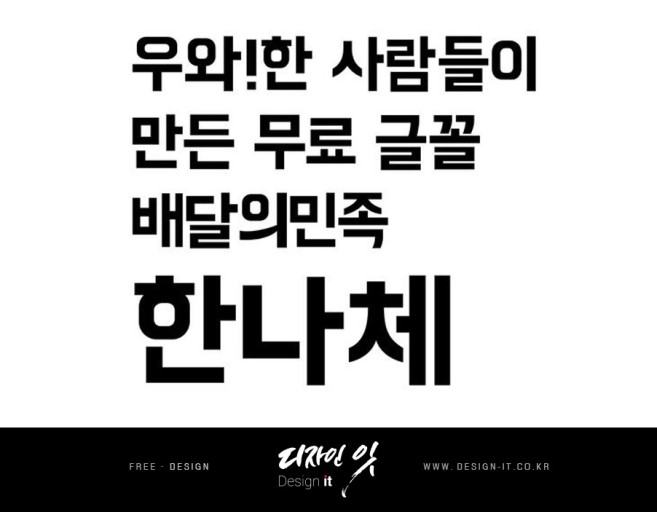 우와!한 사람들이
만든 무료 글꼴
배달의민족
한나체
FREE · DESIGN
디자인 잇
Design it
WWW.DESIGN-IT.CO.KR